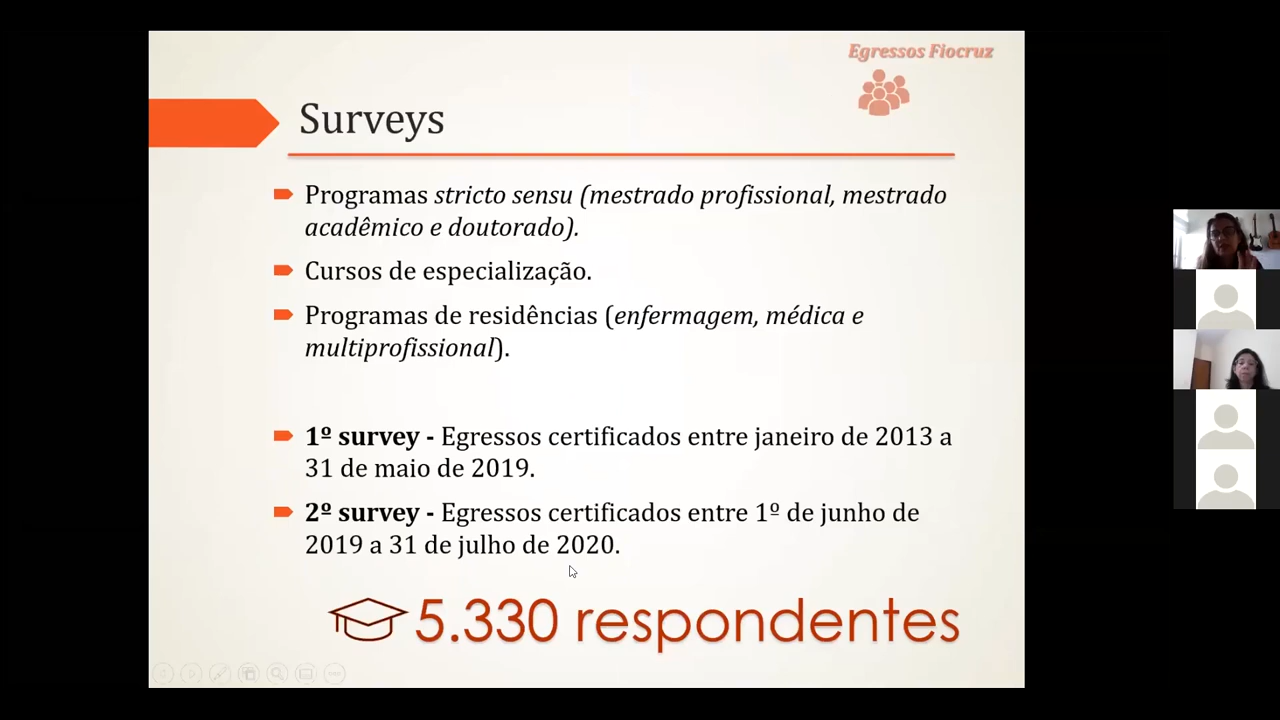 Egressos Fiocruz
Surveys
Programas stricto sensu (mestrado profissional, mestrado
acadêmico e doutorado).
Cursos de especialização.
Programas de residências (enfermagem, médica e
multiprofissional).
1º survey - Egressos certificados entre janeiro de 2013 a
31 de maio de 2019.
2º survey - Egressos certificados entre 1º de junho de
2019 a 31 de julho de 2020.
5.330 respondentes